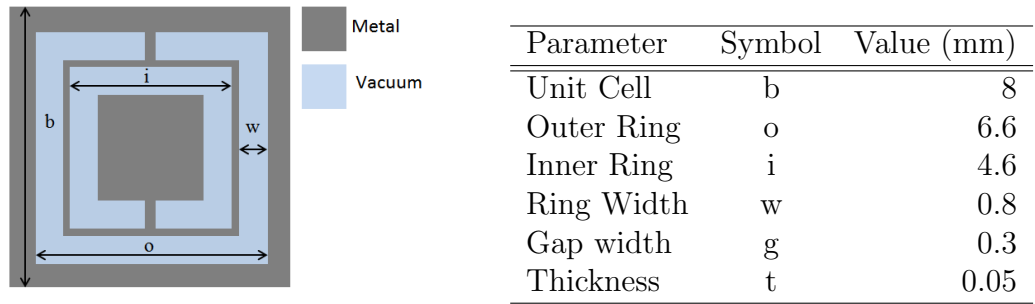 Metal
Vacuum
i
b
w
o
Parameter Symbol Value (mm)
Unit Cell b 8
Outer Ring o 6.6
Inner Ring i 4.6
Ring Width w 0.8
Gap width g 0.3
Thickness t 0.05